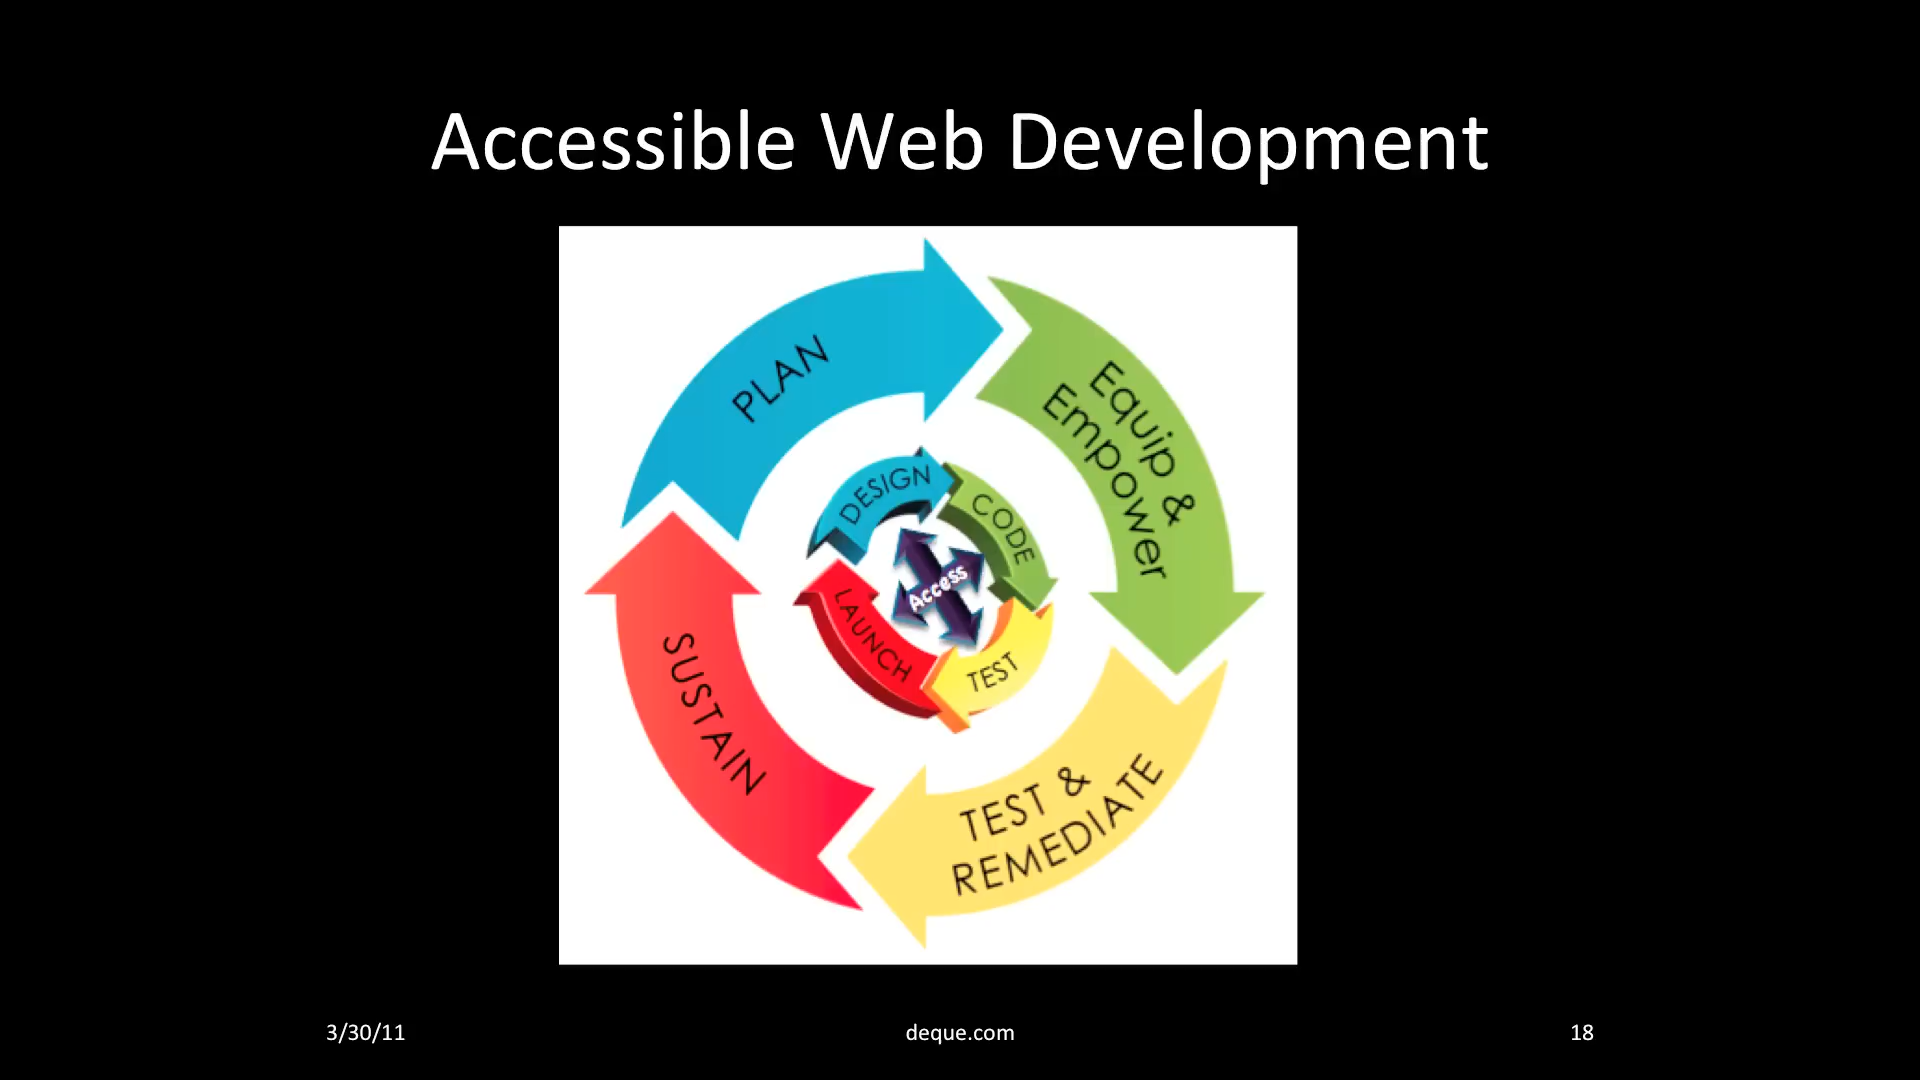 Accessible Web Development
PLAN
Equip &
Empower
TEST &
REMEDIATE
SUSTAIN
DESIGN
CODE
TEST
LAUNCH
Access
3/30/11
deque.com
18